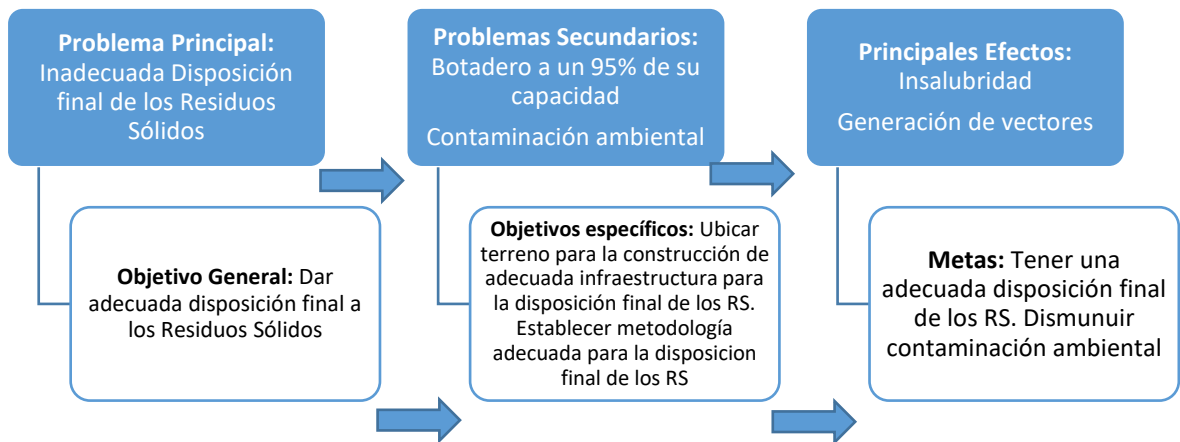 Problema Principal:
Inadecuada Disposición
final de los Residuos
Sólidos
Problemas Secundarios:
Botadero a un 95% de su
capacidad
Contaminación ambiental
Principales Efectos:
Insalubridad
Generación de vectores
Objetivo General: Dar
adecuada disposición final a
los Residuos Sólidos
Objetivos específicos: Ubicar
terreno para la construcción de
adecuada infraestructura para
la disposición final de los RS.
Establecer metodología
adecuada para la disposicion
final de los RS
Metas: Tener una
adecuada disposición final
de los RS. Dismunuir
contaminación ambiental